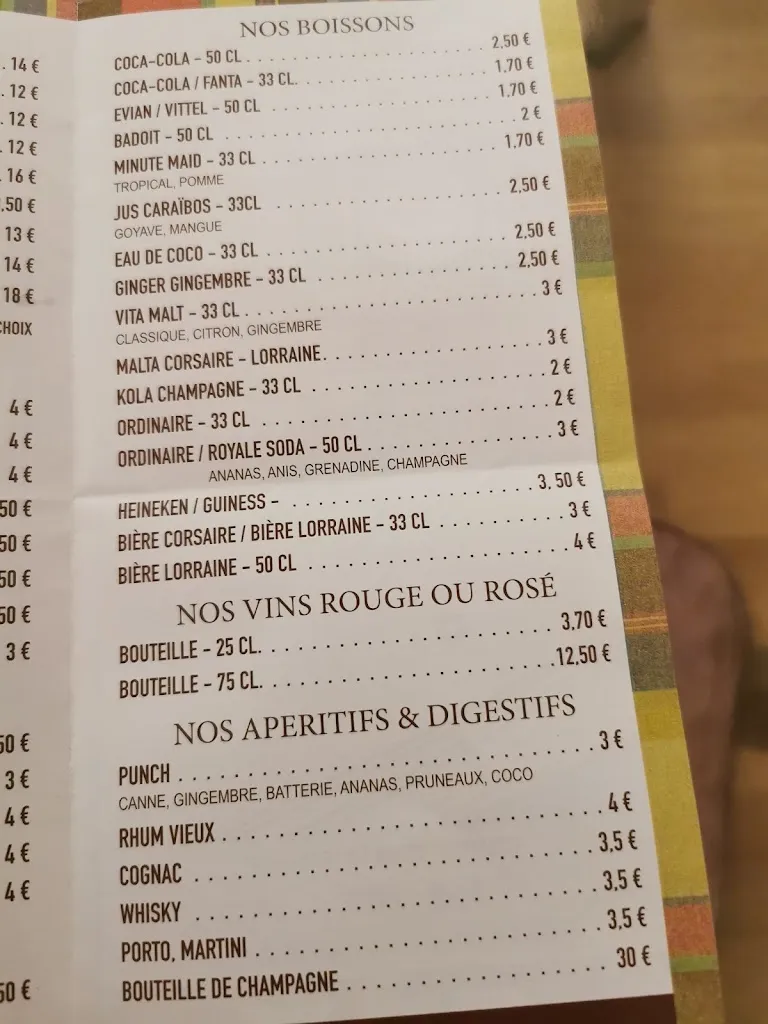 . 14 €
. 12 €
. 12 €
. 12 €
. 16 €
.50 €
13 €
14 €
18 €
CHOIX
4 €
4 €
4 €
50 €
50 €
50 €
50 €
3 €
50 €
3 €
4 €
4 €
4 €
50 €
NOS BOISSONS
COCA-COLA – 50 CL . . . . . . . . . . . . . . . . . . . . 2,50 €
COCA-COLA / FANTA – 33 CL. . . . . . . . . . . . . . . . 1,70 €
EVIAN / VITTEL – 50 CL . . . . . . . . . . . . . . . . . . . 1,70 €
BADOIT – 50 CL . . . . . . . . . . . . . . . . . . . . . . . 2 €
MINUTE MAID – 33 CL . . . . . . . . . . . . . . . . . . . . 1,70 €
TROPICAL, POMME
JUS CARAÏBOS – 33CL . . . . . . . . . . . . . . . . . . . 2,50 €
GOYAVE, MANGUE
EAU DE COCO – 33 CL . . . . . . . . . . . . . . . . . . . . 2,50 €
GINGER GINGEMBRE – 33 CL . . . . . . . . . . . . . . . . 2,50 €
VITA MALT – 33 CL . . . . . . . . . . . . . . . . . . . . . . 3 €
CLASSIQUE, CITRON, GINGEMBRE
MALTA CORSAIRE – LORRAINE. . . . . . . . . . . . . . . . . 3 €
KOLA CHAMPAGNE – 33 CL . . . . . . . . . . . . . . . . . . 2 €
ORDINAIRE – 33 CL . . . . . . . . . . . . . . . . . . . . . . 2 €
ORDINAIRE / ROYALE SODA – 50 CL . . . . . . . . . . . . . 3 €
ANANAS, ANIS, GRENADINE, CHAMPAGNE
HEINEKEN / GUINESS – . . . . . . . . . . . . . . . . . . 3, 50 €
BIÈRE CORSAIRE / BIÈRE LORRAINE – 33 CL . . . . . . . . . 3 €
BIÈRE LORRAINE – 50 CL . . . . . . . . . . . . . . . . . . . 4 €
NOS VINS ROUGE OU ROSÉ
BOUTEILLE – 25 CL. . . . . . . . . . . . . . . . . . . . . 3,70 €
BOUTEILLE – 75 CL. . . . . . . . . . . . . . . . . . . . .12,50 €
NOS APERITIFS & DIGESTIFS
PUNCH . . . . . . . . . . . . . . . . . . . . . . . . . . . . 3 €
CANNE, GINGEMBRE, BATTERIE, ANANAS, PRUNEAUX, COCO
RHUM VIEUX . . . . . . . . . . . . . . . . . . . . . . . . . 4 €
COGNAC . . . . . . . . . . . . . . . . . . . . . . . . . . 3,5 €
WHISKY . . . . . . . . . . . . . . . . . . . . . . . . . . 3,5 €
PORTO, MARTINI . . . . . . . . . . . . . . . . . . . . . . 3,5 €
BOUTEILLE DE CHAMPAGNE . . . . . . . . . . . . . . . . . 30 €